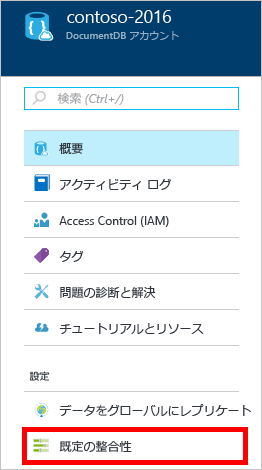 contoso-2016
DocumentDB アカウント
検索 (Ctrl+/)
概要
アクティビティ ログ
Access Control (IAM)
タグ
問題の診断と解決
チュートリアルとリソース
設定
データをグローバルにレプリケート
既定の整合性